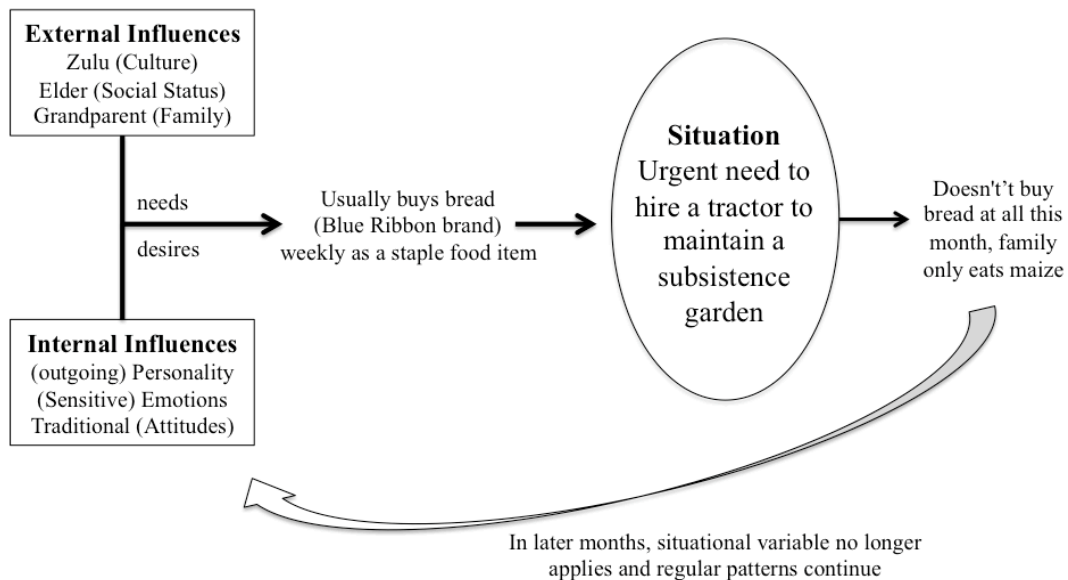 External Influences
Zulu (Culture)
Elder (Social Status)
Grandparent (Family)
needs
desires
Internal Influences
(outgoing) Personality
(Sensitive) Emotions
Traditional (Attitudes)
Usually buys bread
(Blue Ribbon brand)
weekly as a staple food item
Situation
Urgent need to
hire a tractor to
maintain a
subsistence
garden
Doesn't’t buy
bread at all this
month, family
only eats maize
In later months, situational variable no longer
applies and regular patterns continue